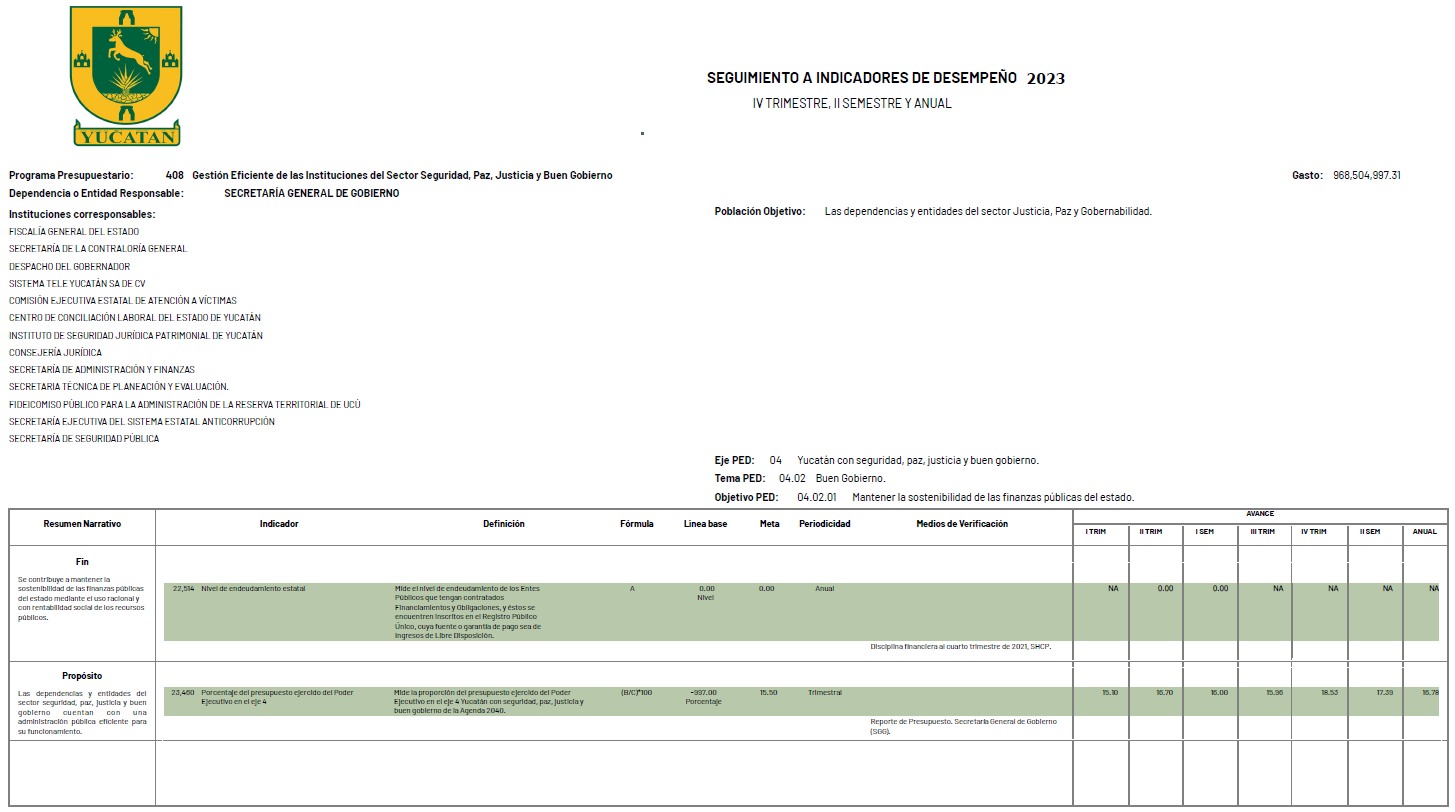 YUCATAN
SEGUIMIENTO A INDICADORES DE DESEMPEÑO 2023
IV TRIMESTRE, II SEMESTRE Y ANUAL
Programa Presupuestario: 408 Gestión Eficiente de las Instituciones del Sector Seguridad, Paz, Justicia y Buen Gobierno
Gasto: 968,504,997.31
Dependencia o Entidad Responsable: SECRETARÍA GENERAL DE GOBIERNO
Instituciones corresponsables:
Población Objetivo: Las dependencias y entidades del sector Justicia, Paz y Gobernabilidad.
FISCALÍA GENERAL DEL ESTADO
SECRETARÍA DE LA CONTRALORÍA GENERAL
DESPACHO DEL GOBERNADOR
SISTEMA TELE YUCATÁN SA DE CV
COMISIÓN EJECUTIVA ESTATAL DE ATENCIÓN A VÍCTIMAS
CENTRO DE CONCILIACIÓN LABORAL DEL ESTADO DE YUCATÁN
INSTITUTO DE SEGURIDAD JURÍDICA PATRIMONIAL DE YUCATÁN
CONSEJERÍA JURÍDICA
SECRETARÍA DE ADMINISTRACIÓN Y FINANZAS
SECRETARIA TÉCNICA DE PLANEACIÓN Y EVALUACIÓN.
FIDEICOMISO PÚBLICO PARA LA ADMINISTRACIÓN DE LA RESERVA TERRITORIAL DE UCÚ
SECRETARÍA EJECUTIVA DEL SISTEMA ESTATAL ANTICORRUPCIÓN
SECRETARÍA DE SEGURIDAD PÚBLICA
Eje PED: 04 Yucatán con seguridad, paz, justicia y buen gobierno.
Tema PED: 04.02 Buen Gobierno.
Objetivo PED: 04.02.01 Mantener la sostenibilidad de las finanzas públicas del estado.
Resumen Narrativo Indicador Definición Fórmula Linea base Meta Periodicidad Medios de Verificación AVANCE
I TRIM II TRIM I SEM III TRIM IV TRIM II SEM ANUAL
Fin
Se contribuye a mantener la
sostenibilidad de las finanzas públicas
del estado mediante el uso racional y
con rentabilidad social de los recursos
públicos.
22,514 Nivel de endeudamiento estatal
Mide el nivel de endeudamiento de los Entes
Públicos que tengan contratados
Financiamientos y Obligaciones, y éstos se
encuentren inscritos en el Registro Público
Único, cuya fuente o garantía de pago sea de
Ingresos de Libre Disposición.
A
0.00
Nivel
0.00
Anual
NA 0.00 0.00 NA NA NA NA
Disciplina financiera al cuarto trimestre de 2021, SHCP.
Propósito
Las dependencias y entidades del
sector seguridad, paz, justicia y buen
gobierno cuentan con una
administración pública eficiente para
su funcionamiento.
23,460 Porcentaje del presupuesto ejercido del Poder
Ejecutivo en el eje 4
Mide la proporción del presupuesto ejercido del Poder
Ejecutivo en el eje 4 Yucatán con seguridad, paz, justicia y
buen gobierno de la Agenda 2040.
(B/C)*100
-997.00
Porcentaje
15.50
Trimestral
15.10 16.70 16.00 15.96 18.53 17.39 16.78
Reporte de Presupuesto. Secretaría General de Gobierno
(SGG).